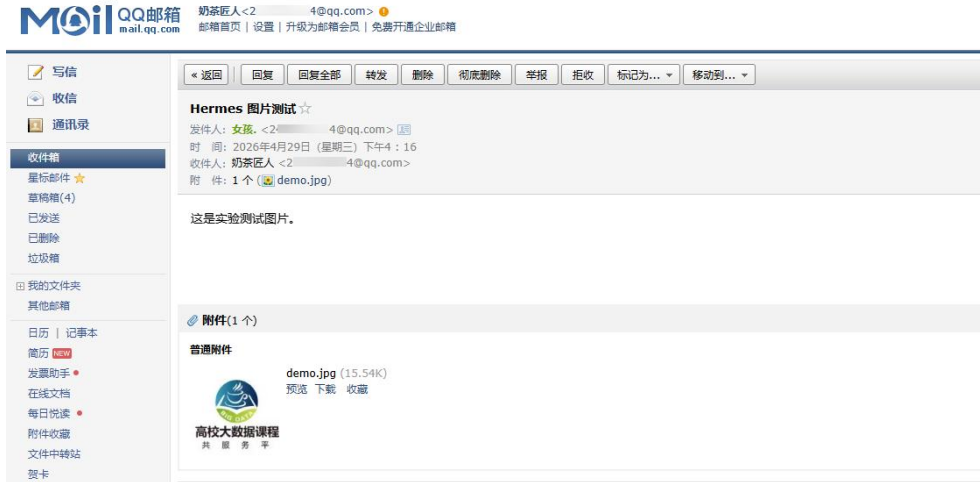 Mail QQ邮箱 mail.qq.com
奶茶匠人<2 4@qq.com>
邮箱首页 | 设置 | 升级为邮箱会员 | 免费开通企业邮箱
写信
收信
通讯录
收件箱
星标邮件
草稿箱(4)
已发送
已删除
垃圾箱
我的文件夹
其他邮箱
日历 | 记事本
简历 NEW
发票助手
在线文档
每日悦读
附件收藏
文件中转站
贺卡
« 返回 回复 回复全部 转发 删除 彻底删除 举报 拒收 标记为... 移动到...
Hermes 图片测试
发件人: 女孩. <2 4@qq.com>
时 间: 2026年4月29日 (星期三) 下午4:16
收件人: 奶茶匠人 <2 4@qq.com>
附 件: 1 个 (demo.jpg)
这是实验测试图片。
附件(1 个)
普通附件
demo.jpg (15.54K)
预览 下载 收藏
BIG DATA
高校大数据课程
共 服 务 平